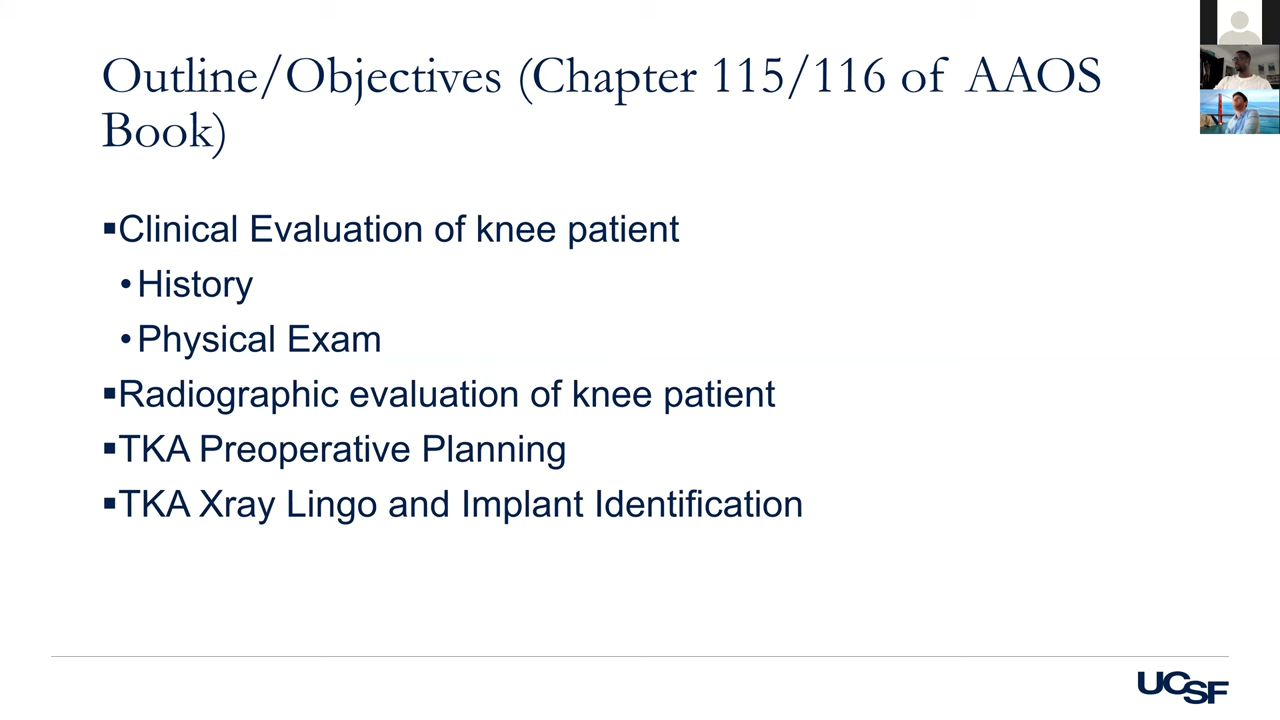 Outline/Objectives (Chapter 115/116 of AAOS
Book)
▪Clinical Evaluation of knee patient
•History
•Physical Exam
▪Radiographic evaluation of knee patient
▪TKA Preoperative Planning
▪TKA Xray Lingo and Implant Identification
UCSF